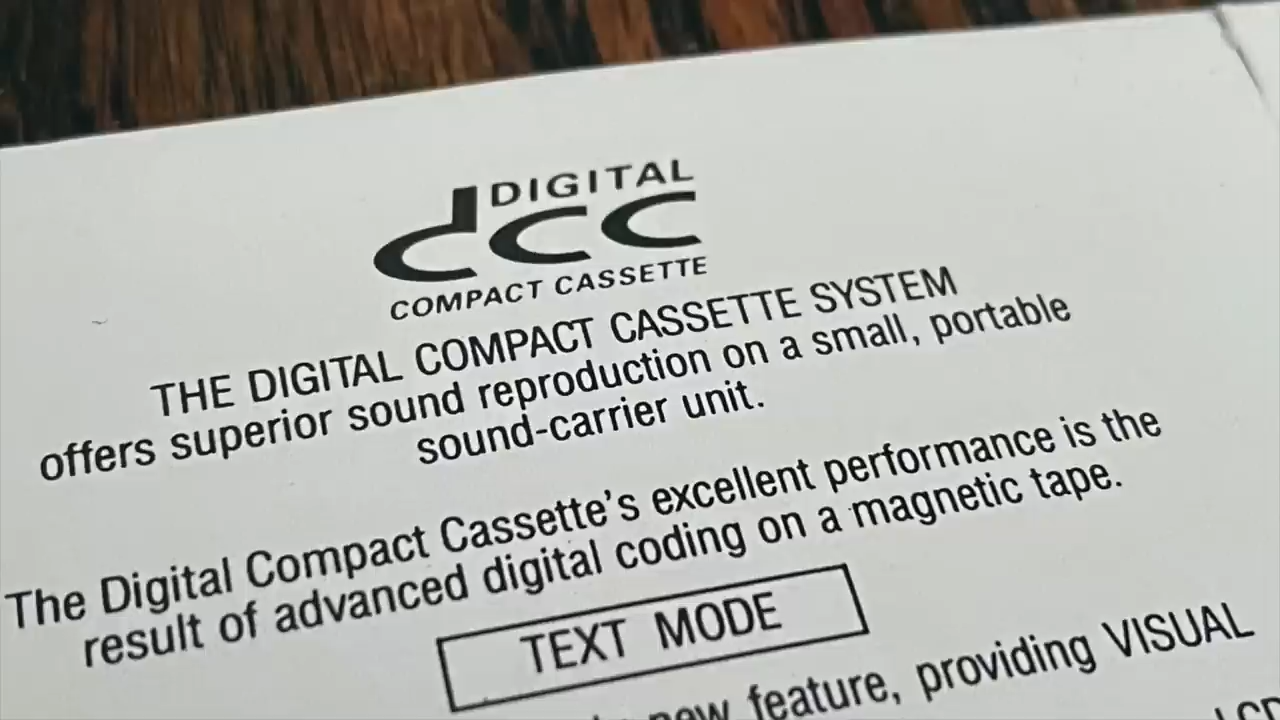 DIGITAL
dcc
COMPACT CASSETTE
THE DIGITAL COMPACT CASSETTE SYSTEM
offers superior sound reproduction on a small, portable
sound-carrier unit.
The Digital Compact Cassette's excellent performance is the
result of advanced digital coding on a magnetic tape.
TEXT MODE
new feature, providing VISUAL